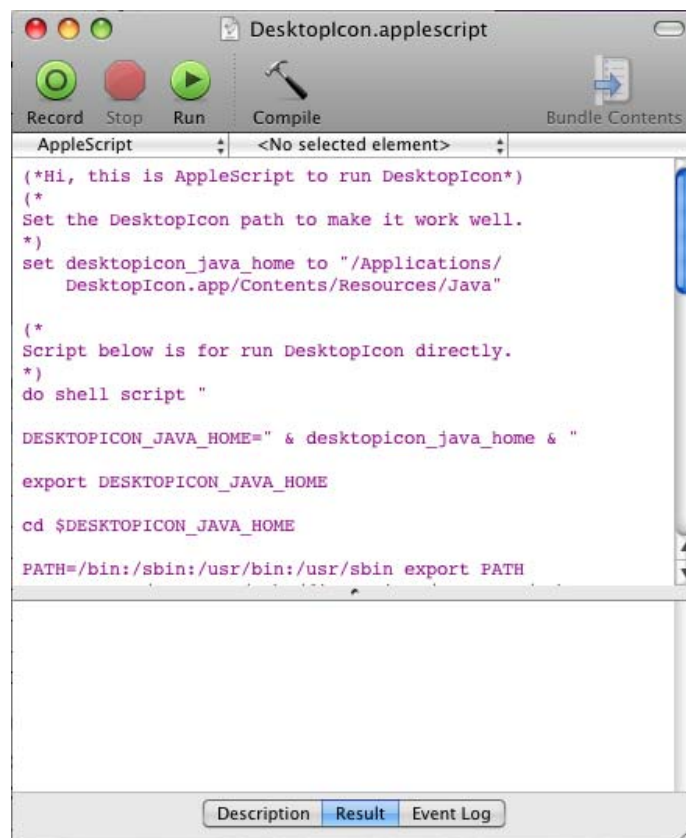 DesktopIcon.applescript
Record Stop Run Compile Bundle Contents
AppleScript <No selected element>
(*Hi, this is AppleScript to run DesktopIcon*)
(*
Set the DesktopIcon path to make it work well.
*)
set desktopicon_java_home to "/Applications/
DesktopIcon.app/Contents/Resources/Java"
(*
Script below is for run DesktopIcon directly.
*)
do shell script "
DESKTOPICON_JAVA_HOME=" & desktopicon_java_home & "
export DESKTOPICON_JAVA_HOME
cd $DESKTOPICON_JAVA_HOME
PATH=/bin:/sbin:/usr/bin:/usr/sbin export PATH
Description Result Event Log